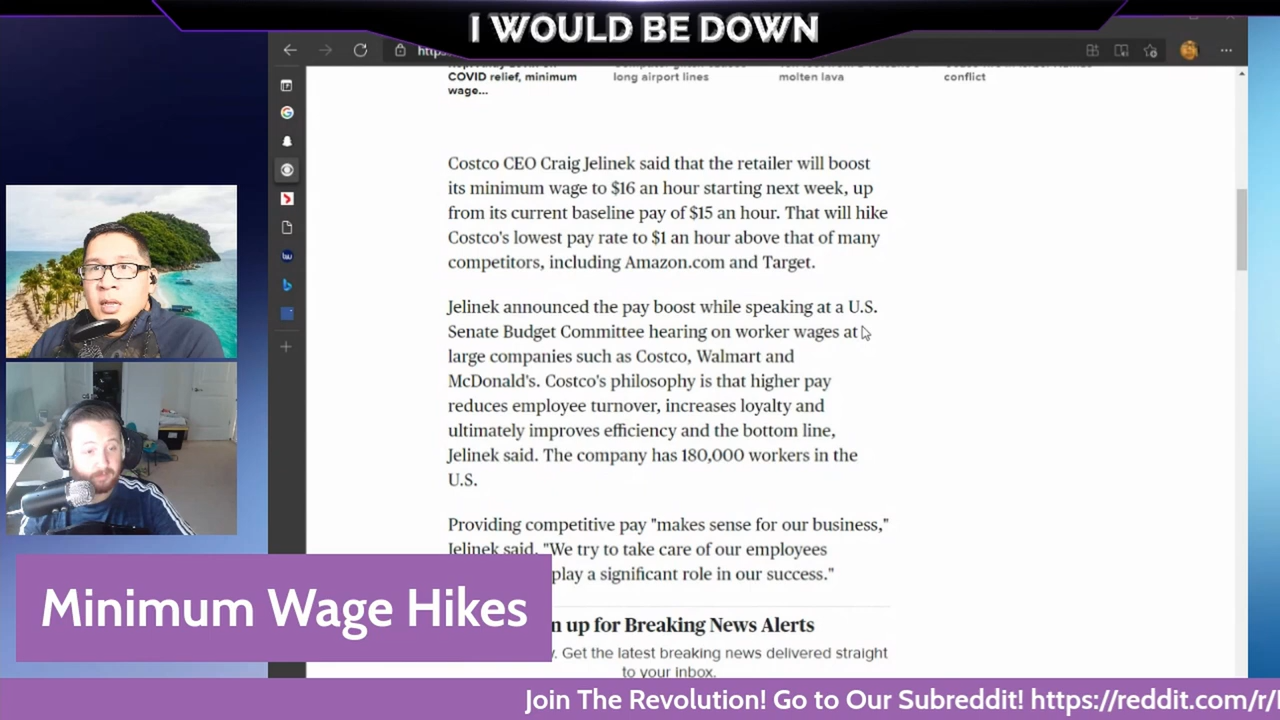 I WOULD BE DOWN
COVID relief, minimum
wage...
long airport lines
molten lava
conflict
Costco CEO Craig Jelinek said that the retailer will boost
its minimum wage to $16 an hour starting next week, up
from its current baseline pay of $15 an hour. That will hike
Costco's lowest pay rate to $1 an hour above that of many
competitors, including Amazon.com and Target.
Jelinek announced the pay boost while speaking at a U.S.
Senate Budget Committee hearing on worker wages at
large companies such as Costco, Walmart and
McDonald's. Costco's philosophy is that higher pay
reduces employee turnover, increases loyalty and
ultimately improves efficiency and the bottom line,
Jelinek said. The company has 180,000 workers in the
U.S.
Providing competitive pay "makes sense for our business,"
Jelinek said. "We try to take care of our employees
play a significant role in our success."
Minimum Wage Hikes
up for Breaking News Alerts
Get the latest breaking news delivered straight
to your inbox.
Join The Revolution! Go to Our Subreddit! https://reddit.com/r/